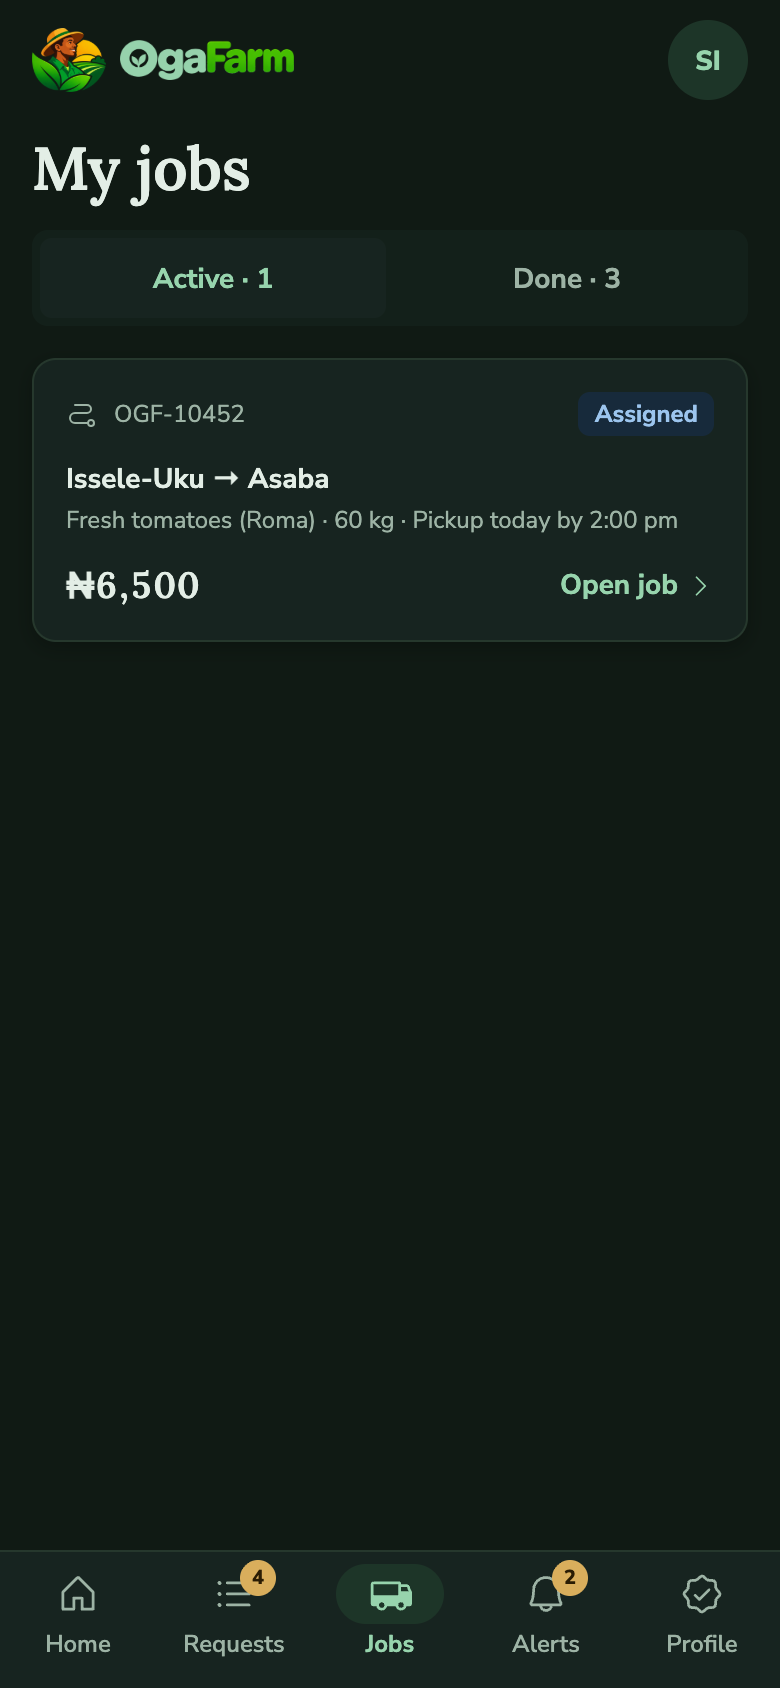 OgaFarm
SI
My jobs
Active · 1
Done · 3
OGF-10452
Assigned
Issele-Uku → Asaba
Fresh tomatoes (Roma) · 60 kg · Pickup today by 2:00 pm
₦6,500
Open job
4
2
Home
Requests
Jobs
Alerts
Profile